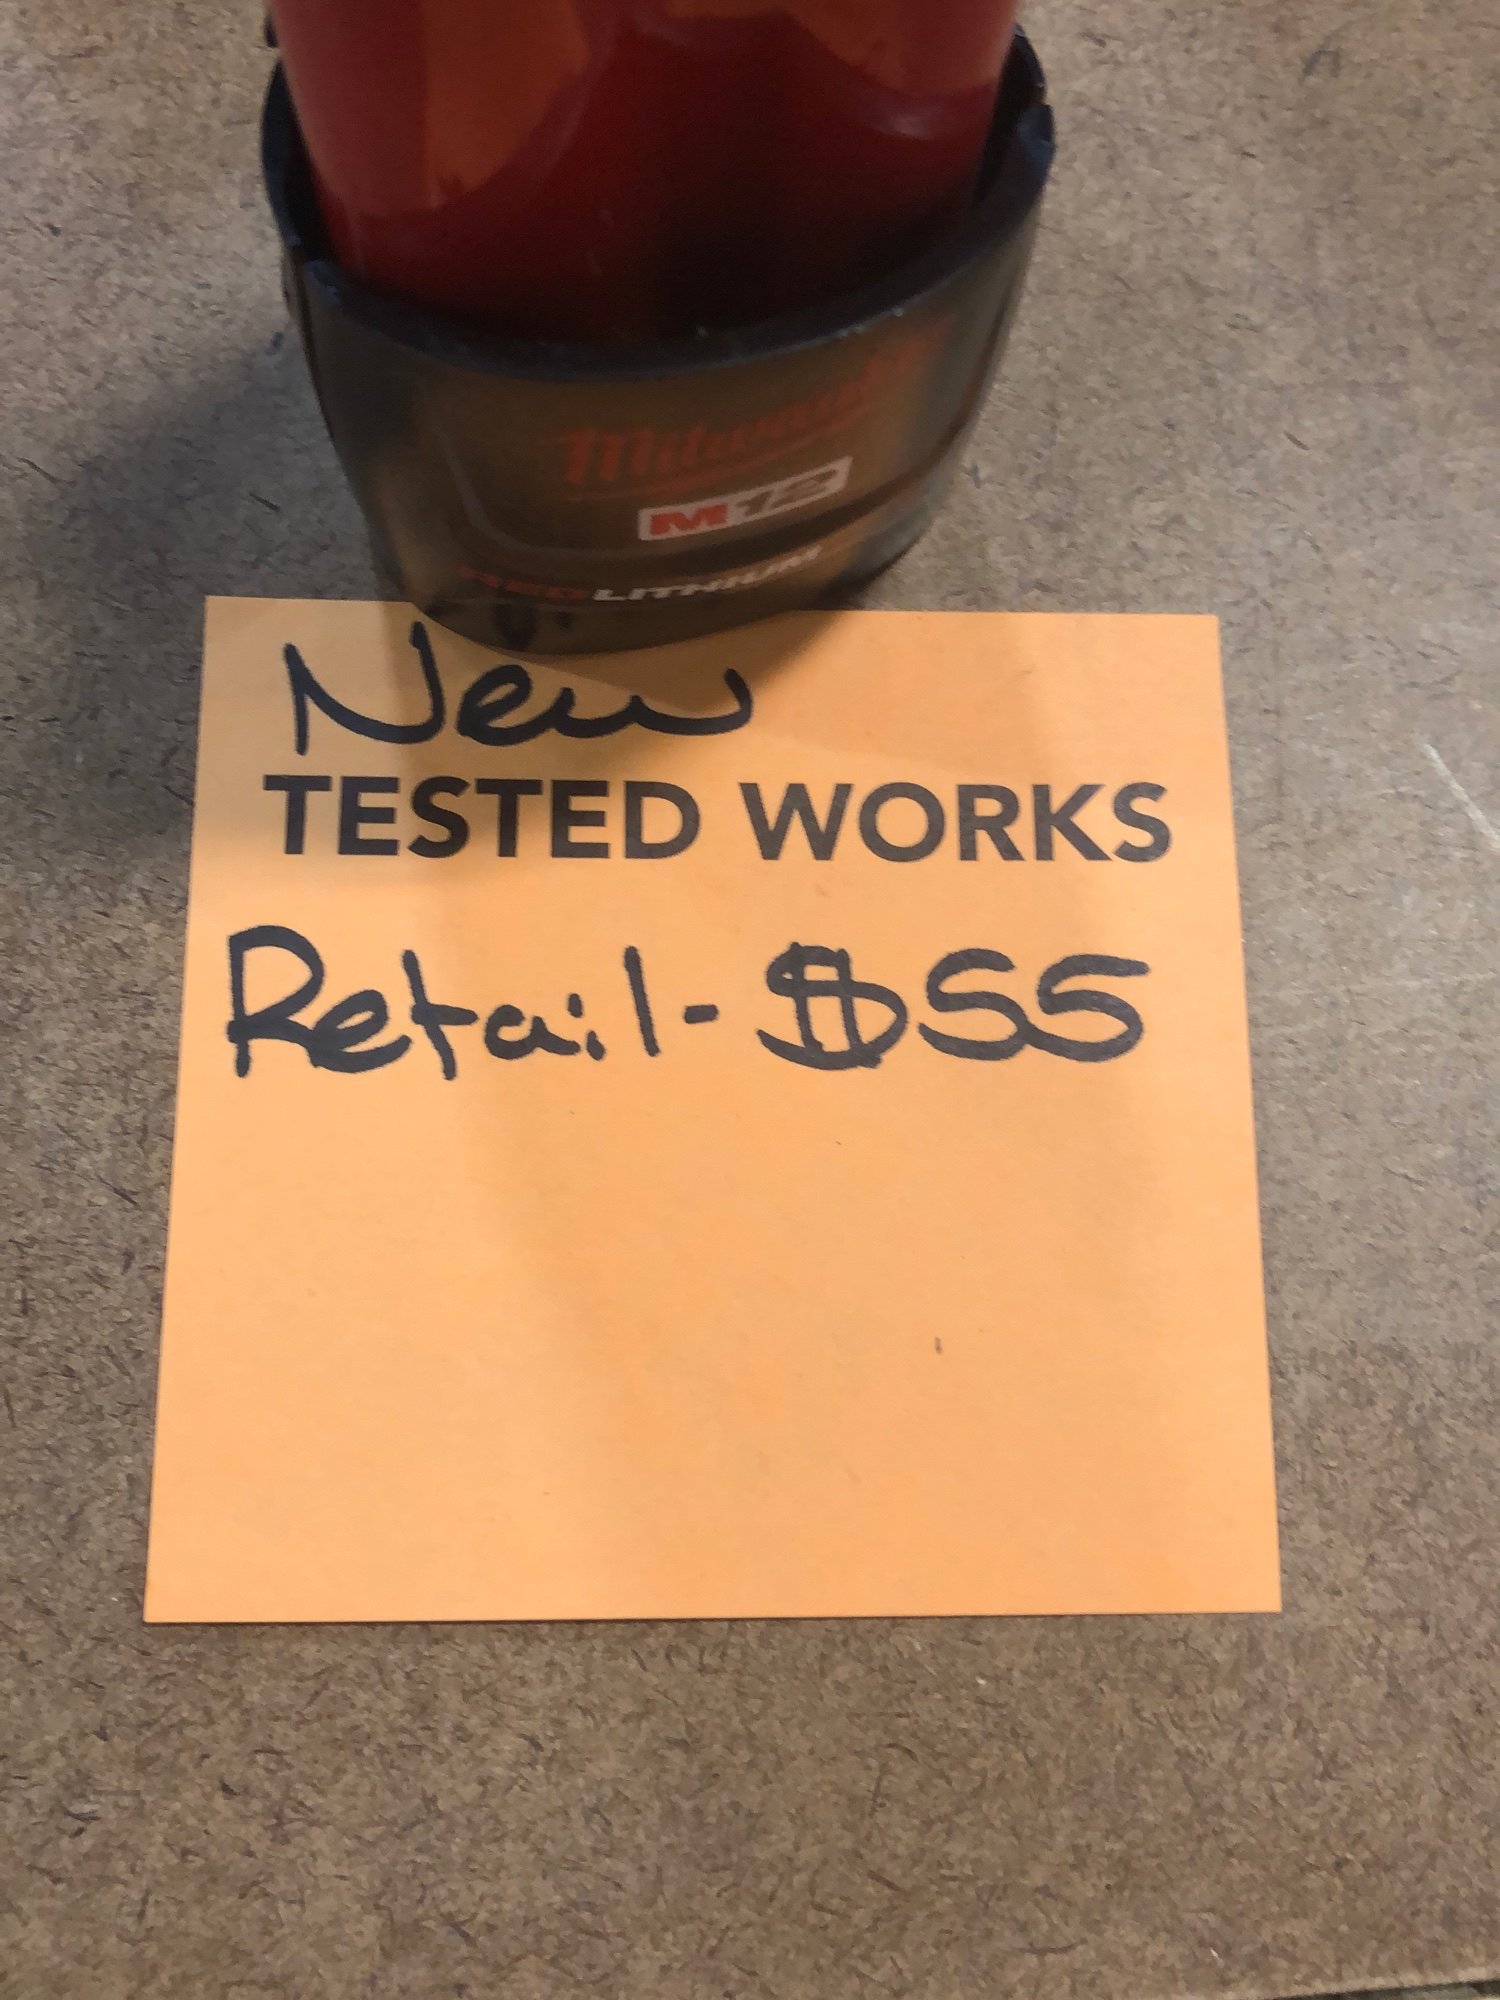 Milwaukee
M12
REDLITHIUM
New
TESTED WORKS
Retail- $55